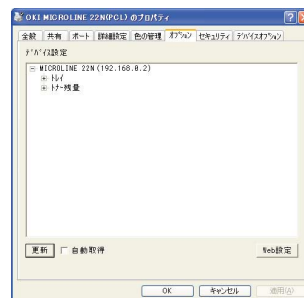 OKI MICROLINE 22N(PCL) のプロパティ
全般 共有 ポート 詳細設定 色の管理 オプション セキュリティ デバイスオプション
デバイス設定
MICROLINE 22N(192.168.0.2)
トレイ
トナー残量
更新 自動取得 Web設定
OK キャンセル 適用(A)